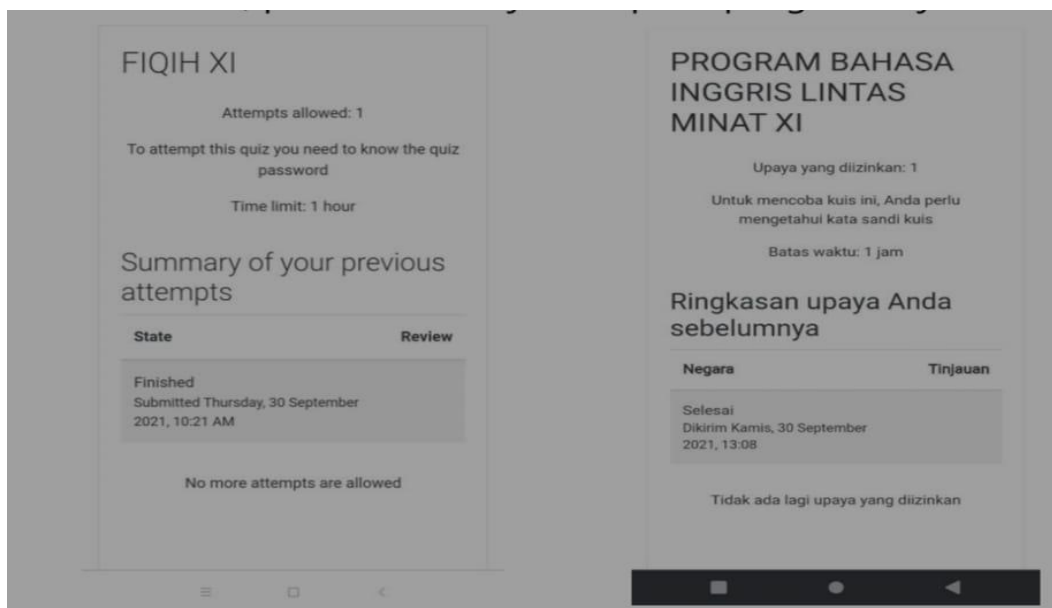 FIQIH XI
Attempts allowed: 1
To attempt this quiz you need to know the quiz
password
Time limit: 1 hour
Summary of your previous
attempts
State Review
Finished
Submitted Thursday, 30 September
2021, 10:21 AM
No more attempts are allowed
PROGRAM BAHASA
INGGRIS LINTAS
MINAT XI
Upaya yang diizinkan: 1
Untuk mencoba kuis ini, Anda perlu
mengetahui kata sandi kuis
Batas waktu: 1 jam
Ringkasan upaya Anda
sebelumnya
Negara Tinjauan
Selesai
Dikirim Kamis, 30 September
2021, 13:08
Tidak ada lagi upaya yang diizinkan